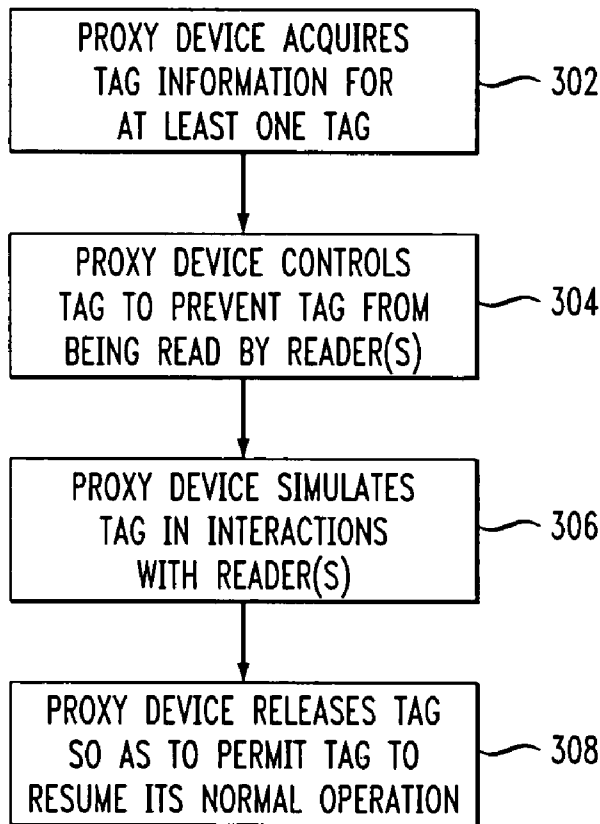 PROXY DEVICE ACQUIRES
TAG INFORMATION FOR
AT LEAST ONE TAG
302
PROXY DEVICE CONTROLS
TAG TO PREVENT TAG FROM
BEING READ BY READER(S)
304
PROXY DEVICE SIMULATES
TAG IN INTERACTIONS
WITH READER(S)
306
PROXY DEVICE RELEASES TAG
SO AS TO PERMIT TAG TO
RESUME ITS NORMAL OPERATION
308